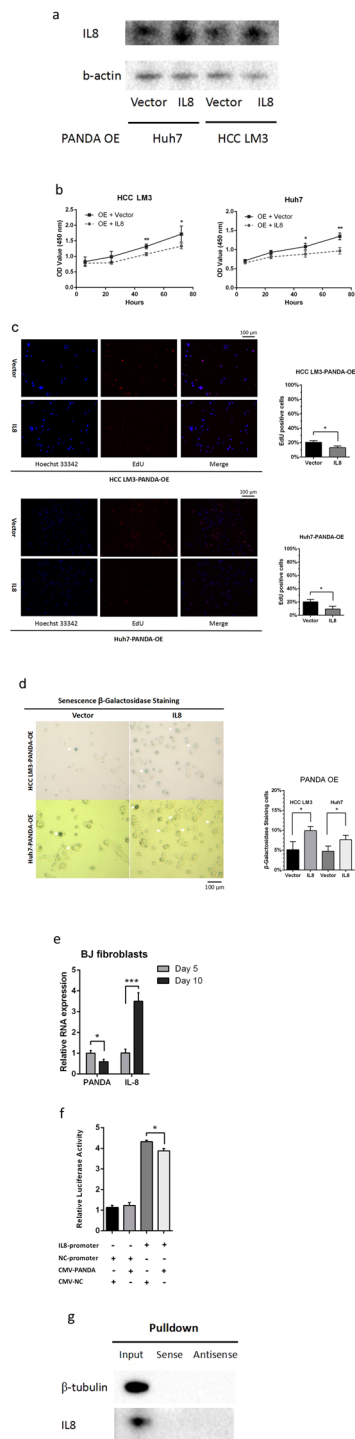 a
IL8
b-actin
Vector IL8 Vector IL8
PANDA OE Huh7 HCC LM3
b
HCC LM3
OD Value (450 nm)
2.5
2.0
1.5
1.0
0.5
0.0
OE + Vector
OE + IL8
**
*
0 20 40 60 80
Hours
Huh7
OD Value (450 nm)
2.0
1.5
1.0
0.5
0.0
OE + Vector
OE + IL8
*
**
0 20 40 60 80
Hours
c
100 μm
Vector
IL8
Hoechst 33342 EdU Merge
HCC LM3-PANDA-OE
HCC LM3-PANDA-OE
EdU positive cells
100%
80%
60%
40%
20%
0%
*
Vector IL8
100 μm
Vector
IL8
Hoechst 33342 EdU Merge
Huh7-PANDA-OE
Huh7-PANDA-OE
EdU positive cells
100%
80%
60%
40%
20%
0%
*
Vector IL8
d
Senescence β-Galactosidase Staining
Vector IL8
HCC LM3-PANDA-OE
Huh7-PANDA-OE
100 μm
PANDA OE
β-Galactosidase Staining cells
20%
15%
10%
5%
0%
HCC LM3 Huh7
* *
Vector IL8 Vector IL8
e
BJ fibroblasts
Relative RNA expression
5
4
3
2
1
0
Day 5
Day 10
***
*
PANDA IL-8
f
Relative Luciferase Activity
5
4
3
2
1
0
*
IL8-promoter - - + +
NC-promoter + + - -
CMV-PANDA - + - +
CMV-NC + - + -
g
Pulldown
Input Sense Antisense
β-tubulin
IL8